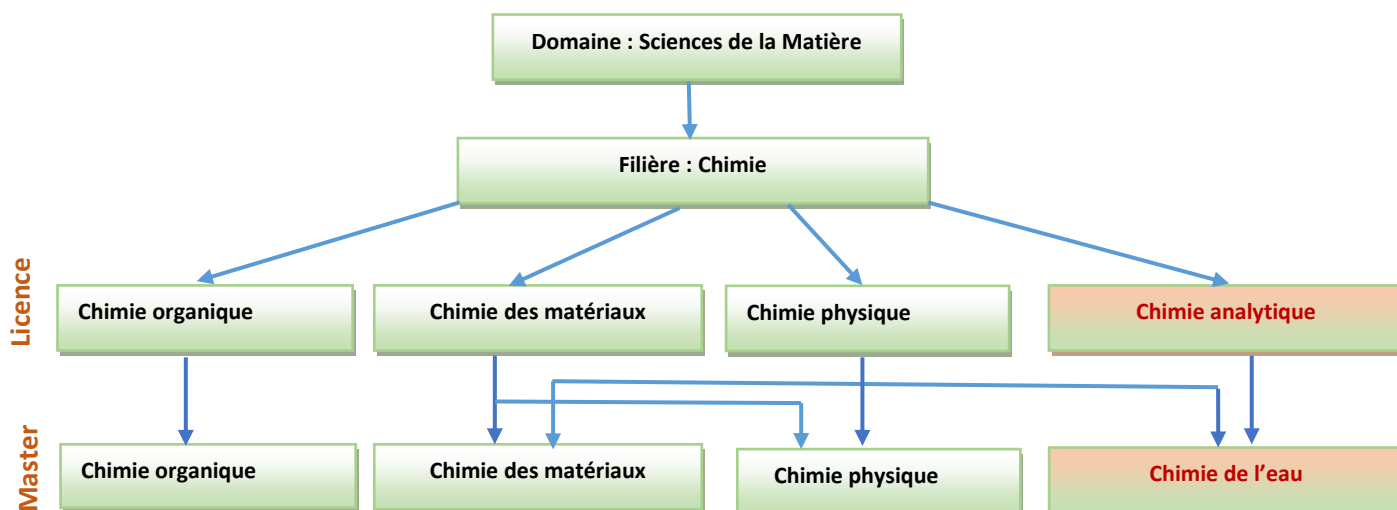 Domaine : Sciences de la Matière
Filière : Chimie
Licence
Chimie organique
Chimie des matériaux
Chimie physique
Chimie analytique
Master
Chimie organique
Chimie des matériaux
Chimie physique
Chimie de l’eau